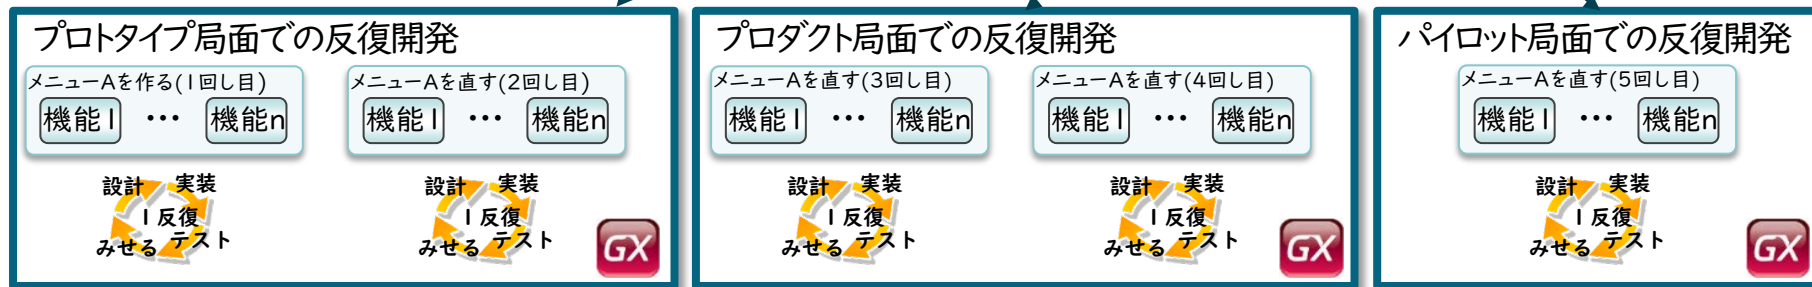 プロトタイプ局面での反復開発
メニューAを作る(1回し目)
機能1 ・・・ 機能n
メニューAを直す(2回し目)
機能1 ・・・ 機能n
設計 実装
1反復
みせる テスト
設計 実装
1反復
みせる テスト
GX
プロダクト局面での反復開発
メニューAを直す(3回し目)
機能1 ・・・ 機能n
メニューAを直す(4回し目)
機能1 ・・・ 機能n
設計 実装
1反復
みせる テスト
設計 実装
1反復
みせる テスト
GX
パイロット局面での反復開発
メニューAを直す(5回し目)
機能1 ・・・ 機能n
設計 実装
1反復
みせる テスト
GX